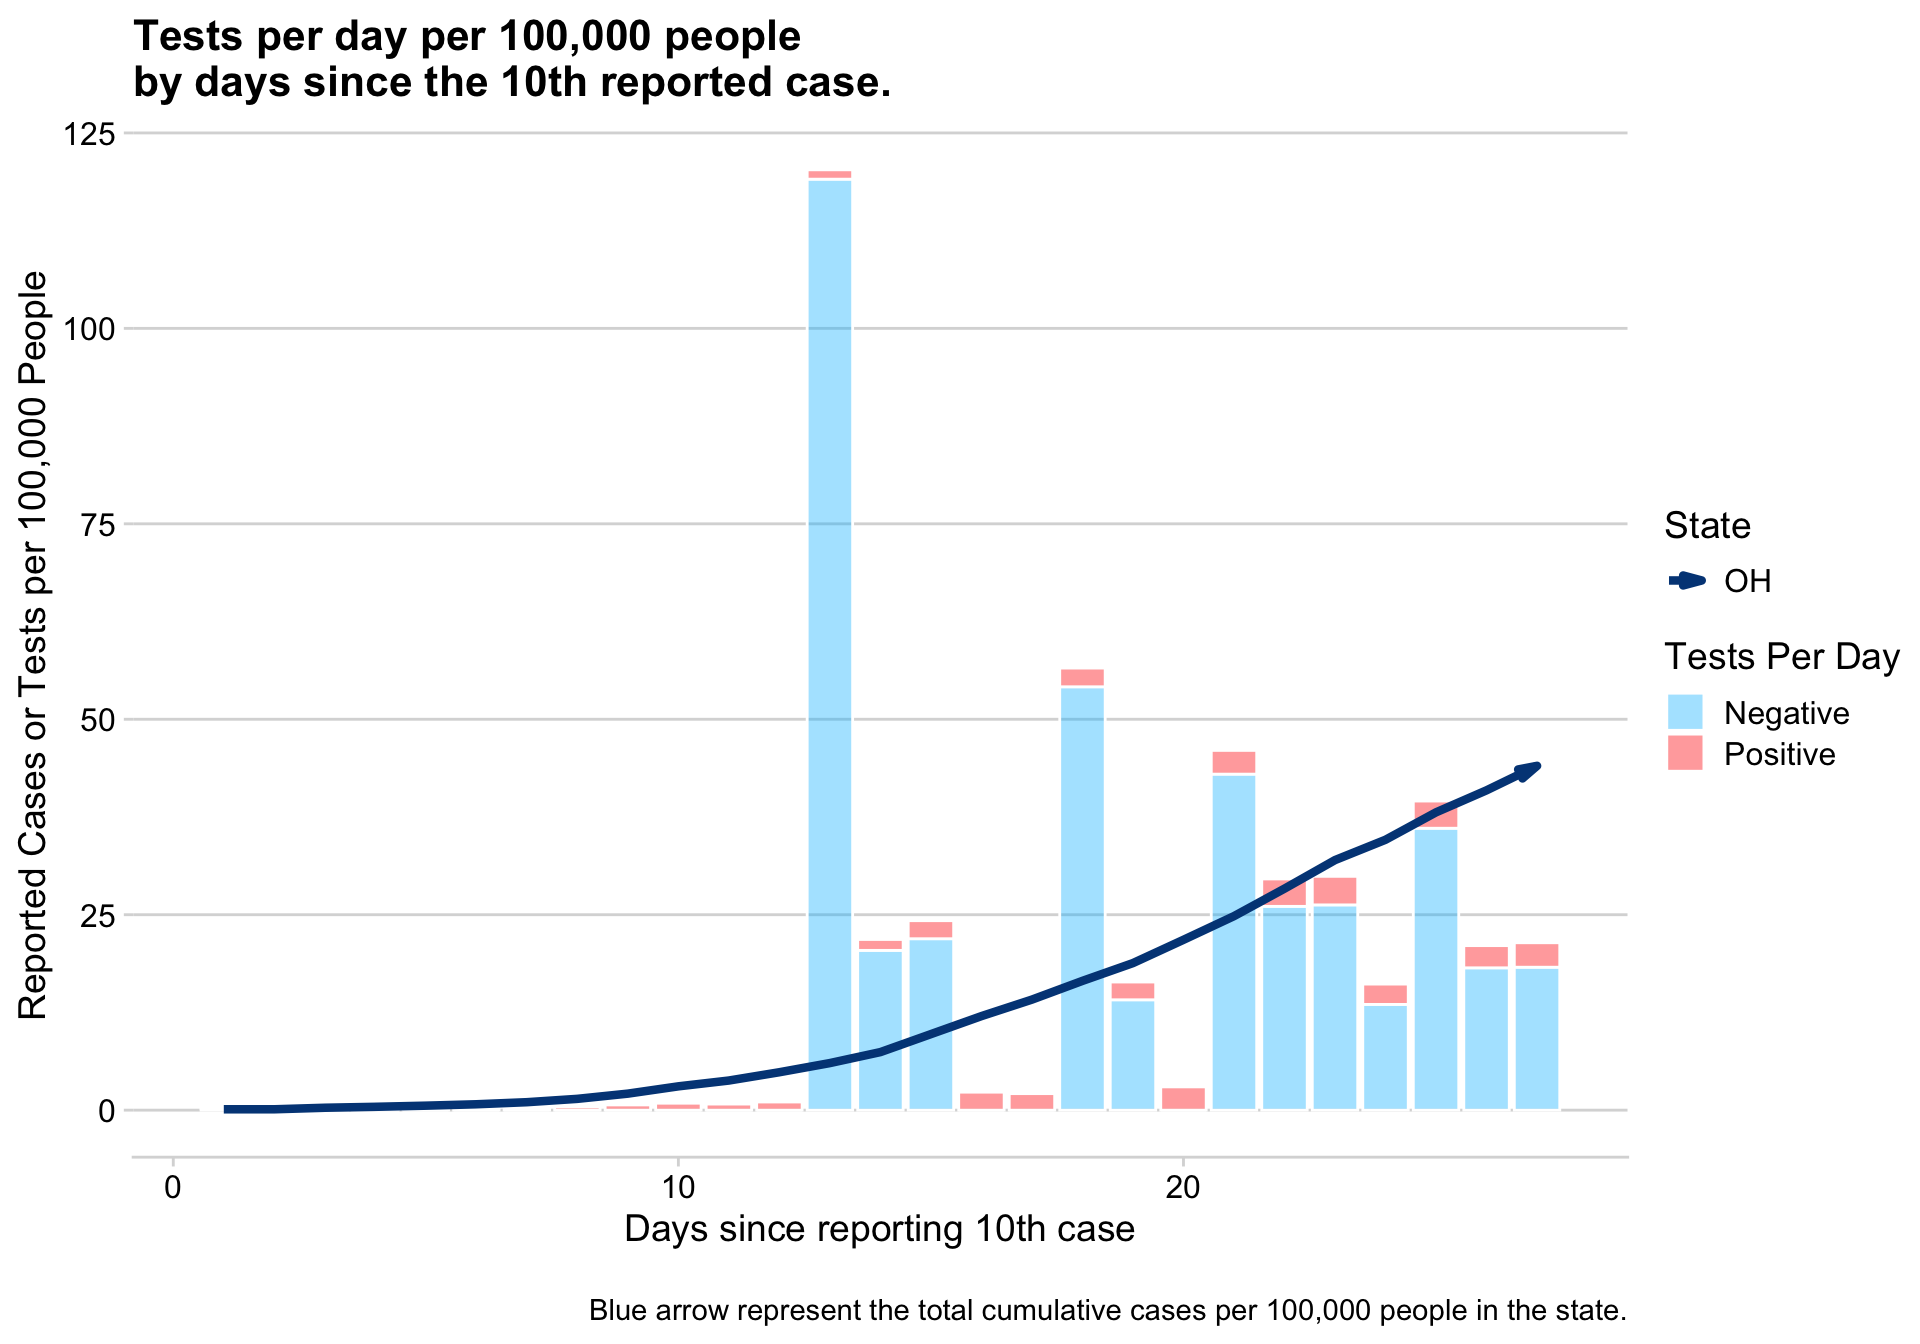 Tests per day per 100,000 people
by days since the 10th reported case.
Reported Cases or Tests per 100,000 People
125
100
75
50
25
0
0
10
20
Days since reporting 10th case
State
OH
Tests Per Day
Negative
Positive
Blue arrow represent the total cumulative cases per 100,000 people in the state.